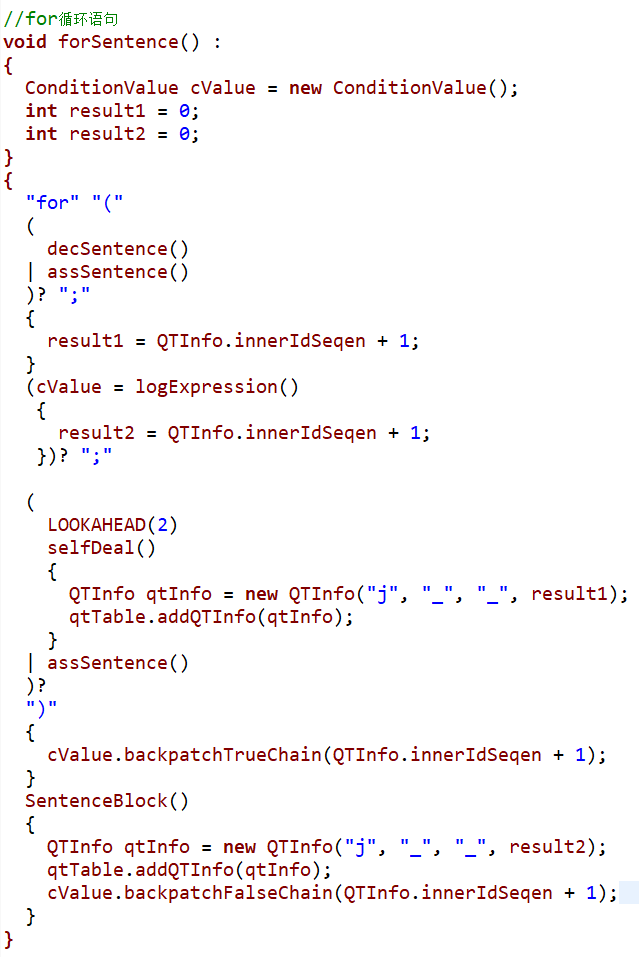 //for循环语句
void forSentence() :
{
  ConditionValue cValue = new ConditionValue();
  int result1 = 0;
  int result2 = 0;
}
{
  "for" "("
  (
    decSentence()
  | assSentence()
  )? ";"
  {
    result1 = QTInfo.innerIdSeqen + 1;
  }
  (cValue = logExpression()
   {
     result2 = QTInfo.innerIdSeqen + 1;
   })? ";"

  (
    LOOKAHEAD(2)
    selfDeal()
    {
      QTInfo qtInfo = new QTInfo("j", "_", "_", result1);
      qtTable.addQTInfo(qtInfo);
    }
  | assSentence()
  )?
  ")"
  {
    cValue.backpatchTrueChain(QTInfo.innerIdSeqen + 1);
  }
  SentenceBlock()
  {
    QTInfo qtInfo = new QTInfo("j", "_", "_", result2);
    qtTable.addQTInfo(qtInfo);
    cValue.backpatchFalseChain(QTInfo.innerIdSeqen + 1);
  }
}